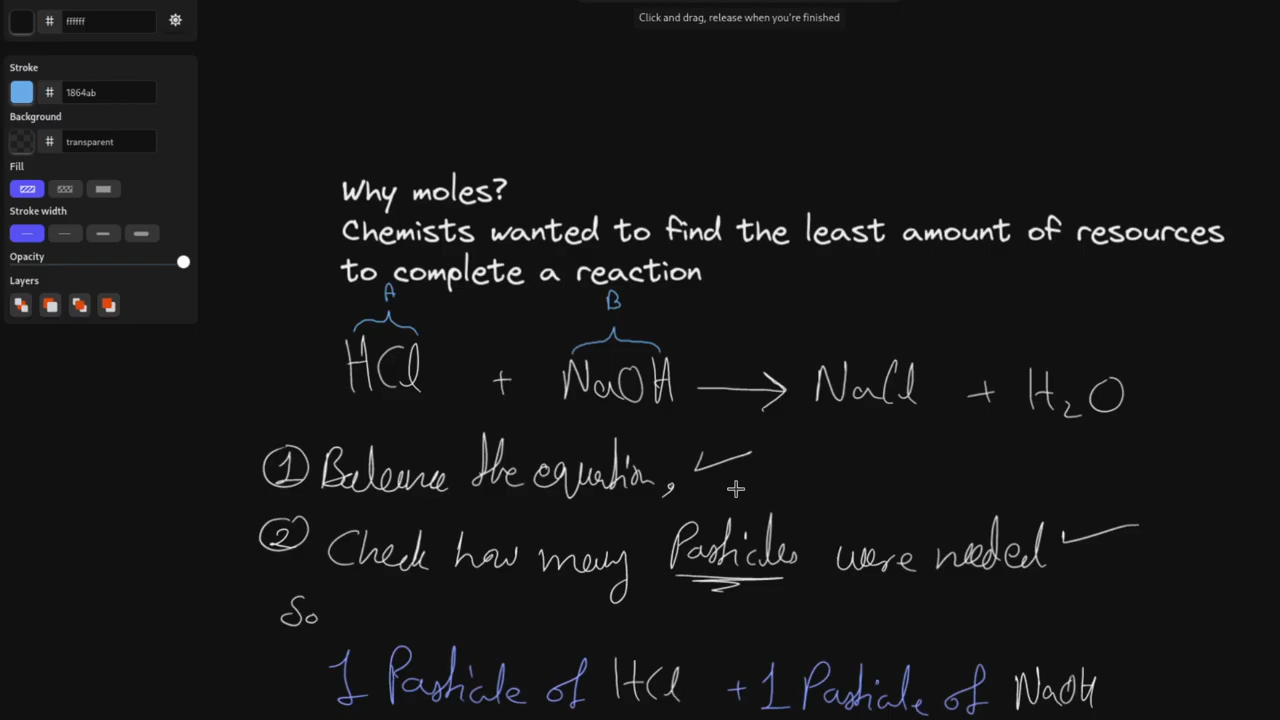 # ffffff
Click and drag, release when you're finished
Stroke
# 1864ab
Background
# transparent
Fill
Stroke width
Opacity
Layers
Why moles?
Chemists wanted to find the least amount of resources
to complete a reaction
A B
HCl + NaOH → NaCl + H₂O
① Balance the equation, ✓
② Check how many Particles were needed ✓
So
1 Particle of HCl + 1 Particle of NaOH